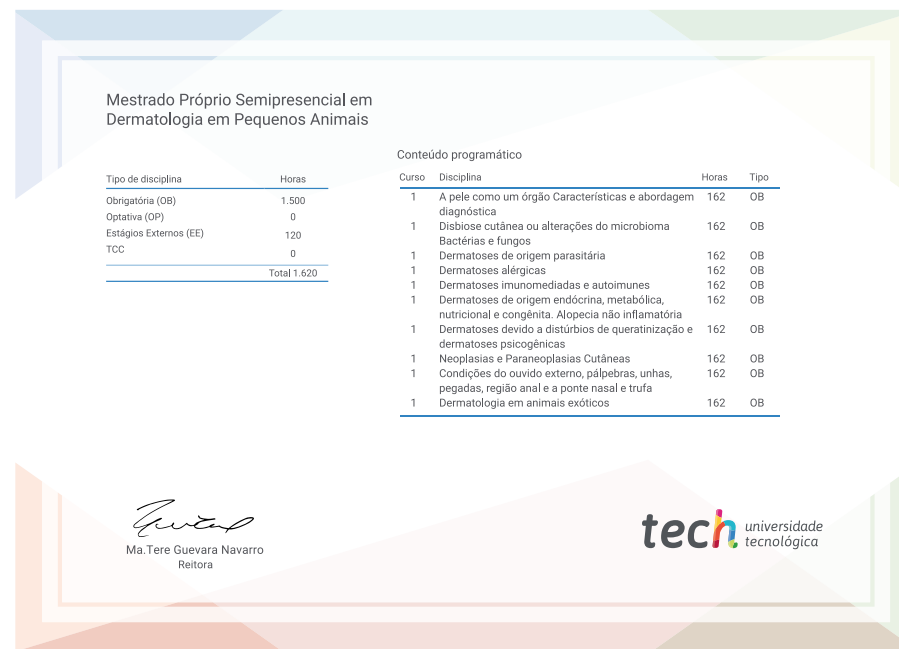 Mestrado Próprio Semipresencial em
Dermatologia em Pequenos Animais
Tipo de disciplina Horas
Obrigatória (OB) 1.500
Optativa (OP) 0
Estágios Externos (EE) 120
TCC 0
Total 1.620
Conteúdo programático
Curso Disciplina Horas Tipo
1 A pele como um órgão Características e abordagem 162 OB
diagnóstica
1 Disbiose cutânea ou alterações do microbioma 162 OB
Bactérias e fungos
1 Dermatoses de origem parasitária 162 OB
1 Dermatoses alérgicas 162 OB
1 Dermatoses imunomediadas e autoimunes 162 OB
1 Dermatoses de origem endócrina, metabólica, 162 OB
nutricional e congênita. Alopecia não inflamatória
1 Dermatoses devido a distúrbios de queratinização e 162 OB
dermatoses psicogênicas
1 Neoplasias e Paraneoplasias Cutâneas 162 OB
1 Condições do ouvido externo, pálpebras, unhas, 162 OB
pegadas, região anal e a ponte nasal e trufa
1 Dermatologia em animais exóticos 162 OB
Ma.Tere Guevara Navarro
Reitora
tech universidade
tecnológica